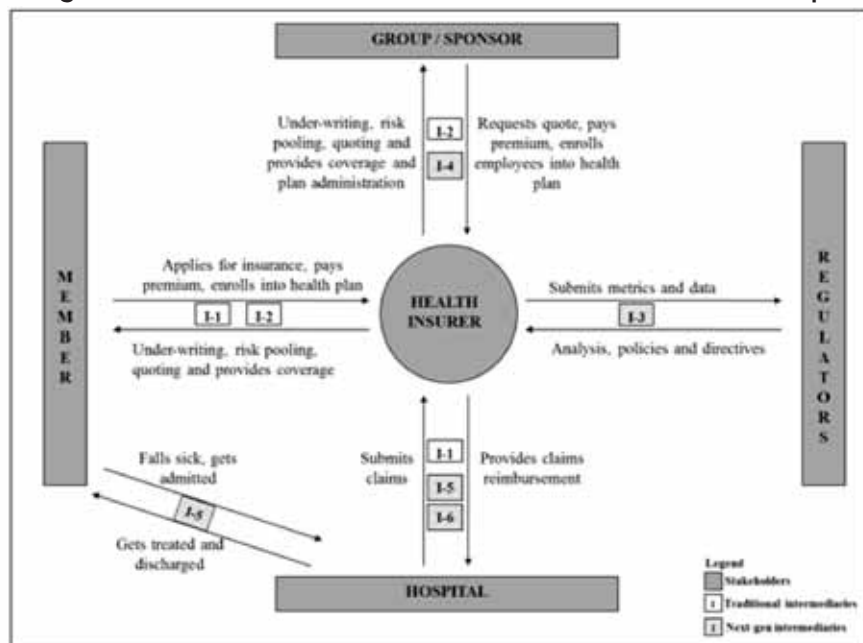 GROUP / SPONSOR
Under-writing, risk
pooling, quoting and
provides coverage and
plan administration
I-2
I-4
Requests quote, pays
premium, enrolls
employees into health
plan
MEMBER
Applies for insurance, pays
premium, enrolls into health plan
I-1 I-2
Under-writing, risk pooling,
quoting and provides coverage
HEALTH
INSURER
Submits metrics and data
I-3
Analysis, policies and directives
REGULATORS
Falls sick, gets
admitted
I-5
Gets treated and
discharged
Submits
claims
I-1
I-5
I-6
Provides claims
reimbursement
HOSPITAL
Legend
Stakeholders
Traditional intermediaries
Next gen intermediaries